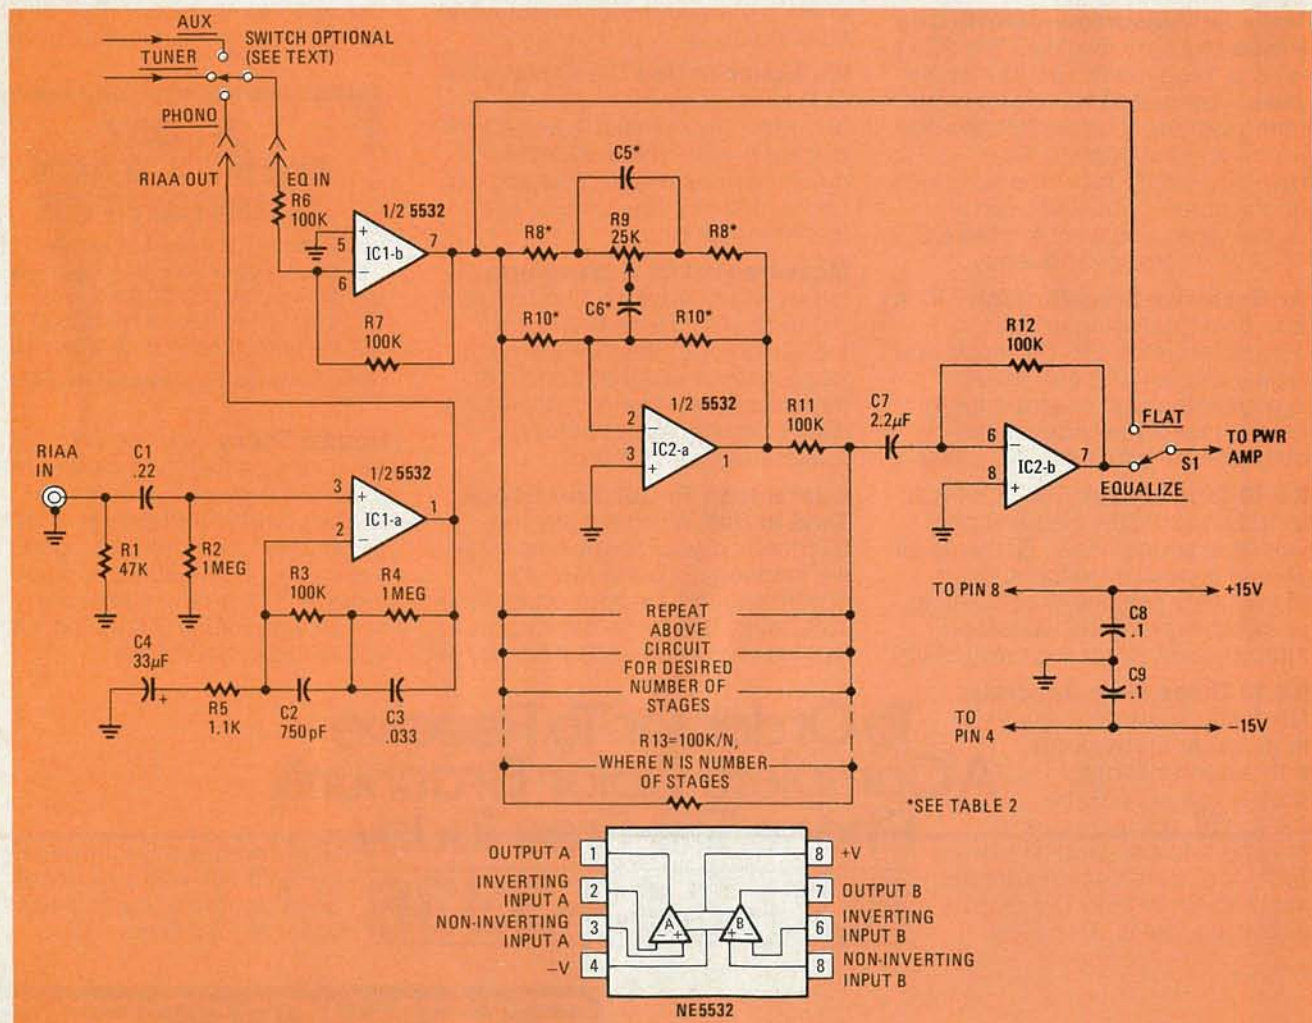 AUX
SWITCH OPTIONAL
(SEE TEXT)
TUNER
PHONO
RIAA OUT
EQ IN
R6
100K
1/2 5532
+
5
IC1-b
7
6
−
R7
100K
C5*
R8*
R9
25K
R8*
C6*
R10*
R10*
1/2 5532
2
−
3
+
IC2-a
1
R11
100K
C7
2.2µF
R12
100K
6
−
8
+
IC2-b
7
FLAT
TO PWR
AMP
S1
EQUALIZE
RIAA
IN
C1
.22
1/2 5532
3
+
2
−
IC1-a
1
R1
47K
R2
1MEG
R3
100K
R4
1MEG
C4
33µF
+
R5
1.1K
C2
750pF
C3
.033
REPEAT
ABOVE
CIRCUIT
FOR DESIRED
NUMBER OF
STAGES
R13=100K/N,
WHERE N IS NUMBER
OF STAGES
TO PIN 8
+15V
C8
.1
C9
.1
TO
PIN 4
−15V
*SEE TABLE 2
OUTPUT A
1
INVERTING
INPUT A
2
NON-INVERTING
INPUT A
3
−V
4
A
− +
B
+ −
8
+V
7
OUTPUT B
6
INVERTING
INPUT B
8
NON-INVERTING
INPUT B
NE5532